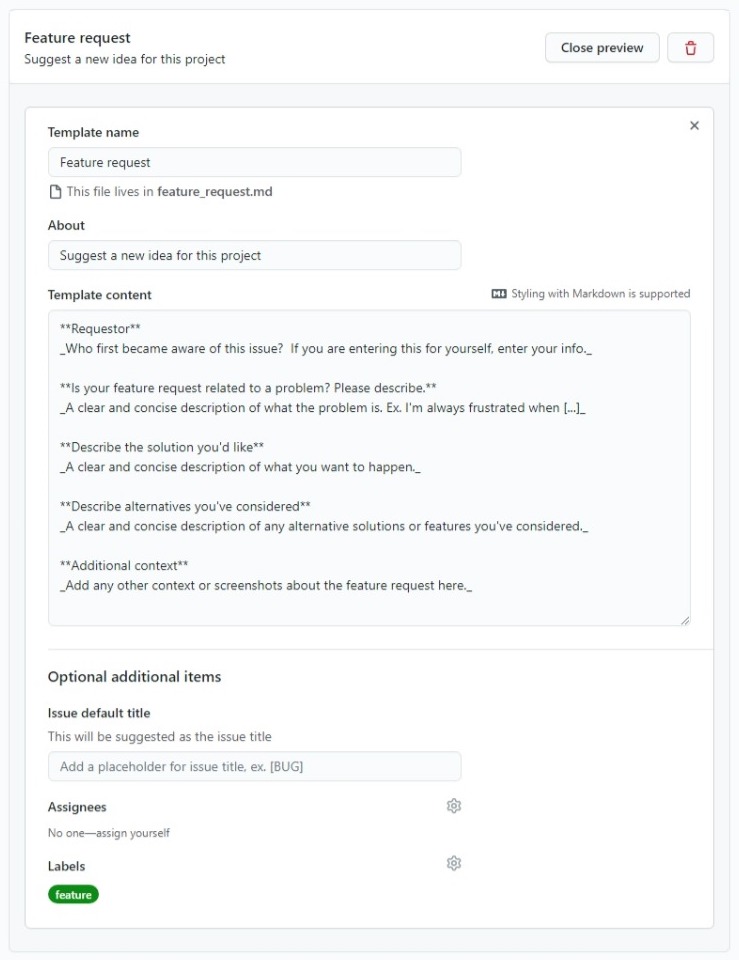 Feature request
Suggest a new idea for this project
Close preview
Template name
Feature request
This file lives in feature_request.md
About
Suggest a new idea for this project
Template content
Styling with Markdown is supported
**Requestor**
_Who first became aware of this issue?  If you are entering this for yourself, enter your info._
**Is your feature request related to a problem? Please describe.**
_A clear and concise description of what the problem is. Ex. I'm always frustrated when [...]_
**Describe the solution you'd like**
_A clear and concise description of what you want to happen._
**Describe alternatives you've considered**
_A clear and concise description of any alternative solutions or features you've considered._
**Additional context**
_Add any other context or screenshots about the feature request here._
Optional additional items
Issue default title
This will be suggested as the issue title
Add a placeholder for issue title, ex. [BUG]
Assignees
No one—assign yourself
Labels
feature